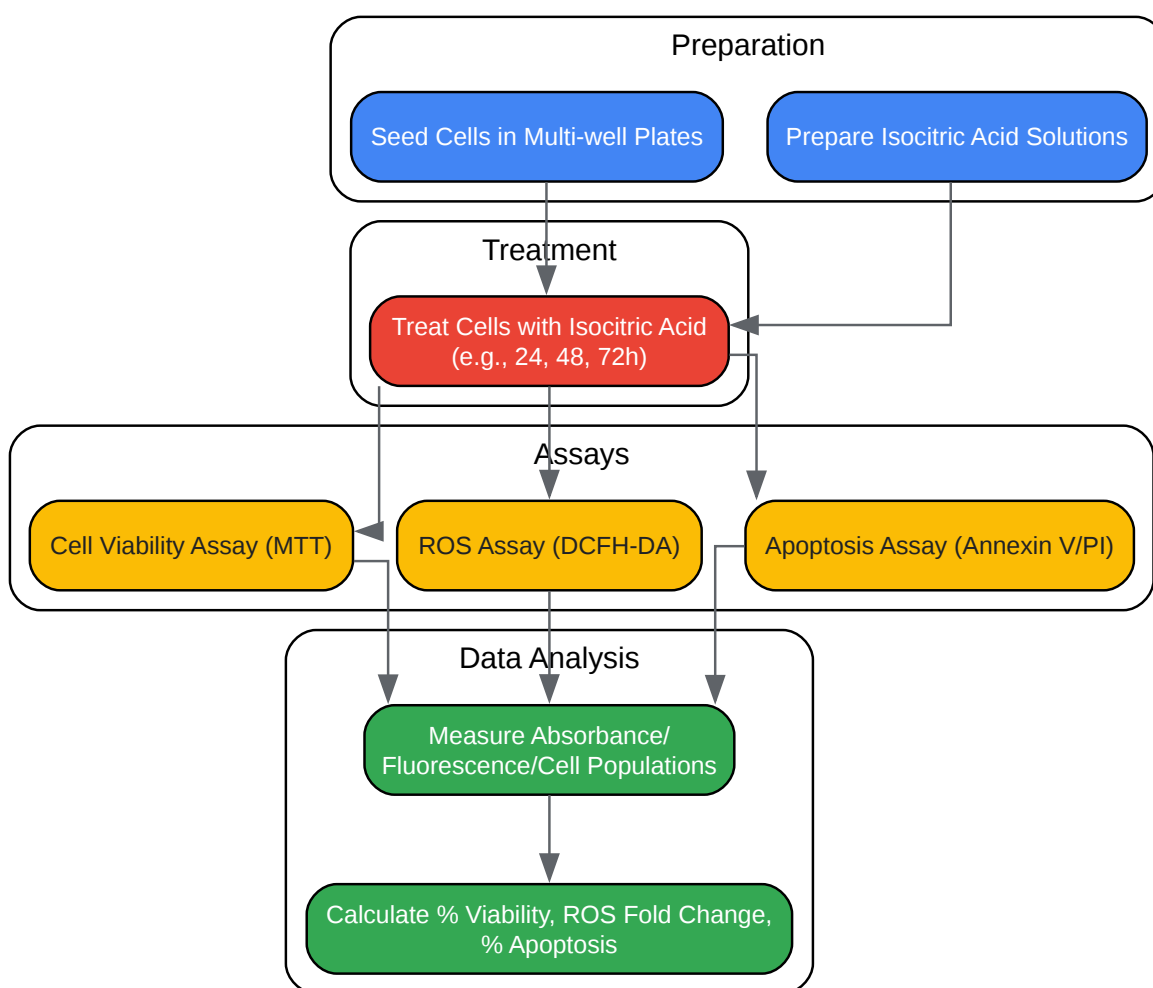 Preparation
Seed Cells in Multi-well Plates
Prepare Isocitric Acid Solutions
Treatment
Treat Cells with Isocitric Acid
(e.g., 24, 48, 72h)
Assays
Cell Viability Assay (MTT)
ROS Assay (DCFH-DA)
Apoptosis Assay (Annexin V/PI)
Data Analysis
Measure Absorbance/
Fluorescence/Cell Populations
Calculate % Viability, ROS Fold Change,
% Apoptosis